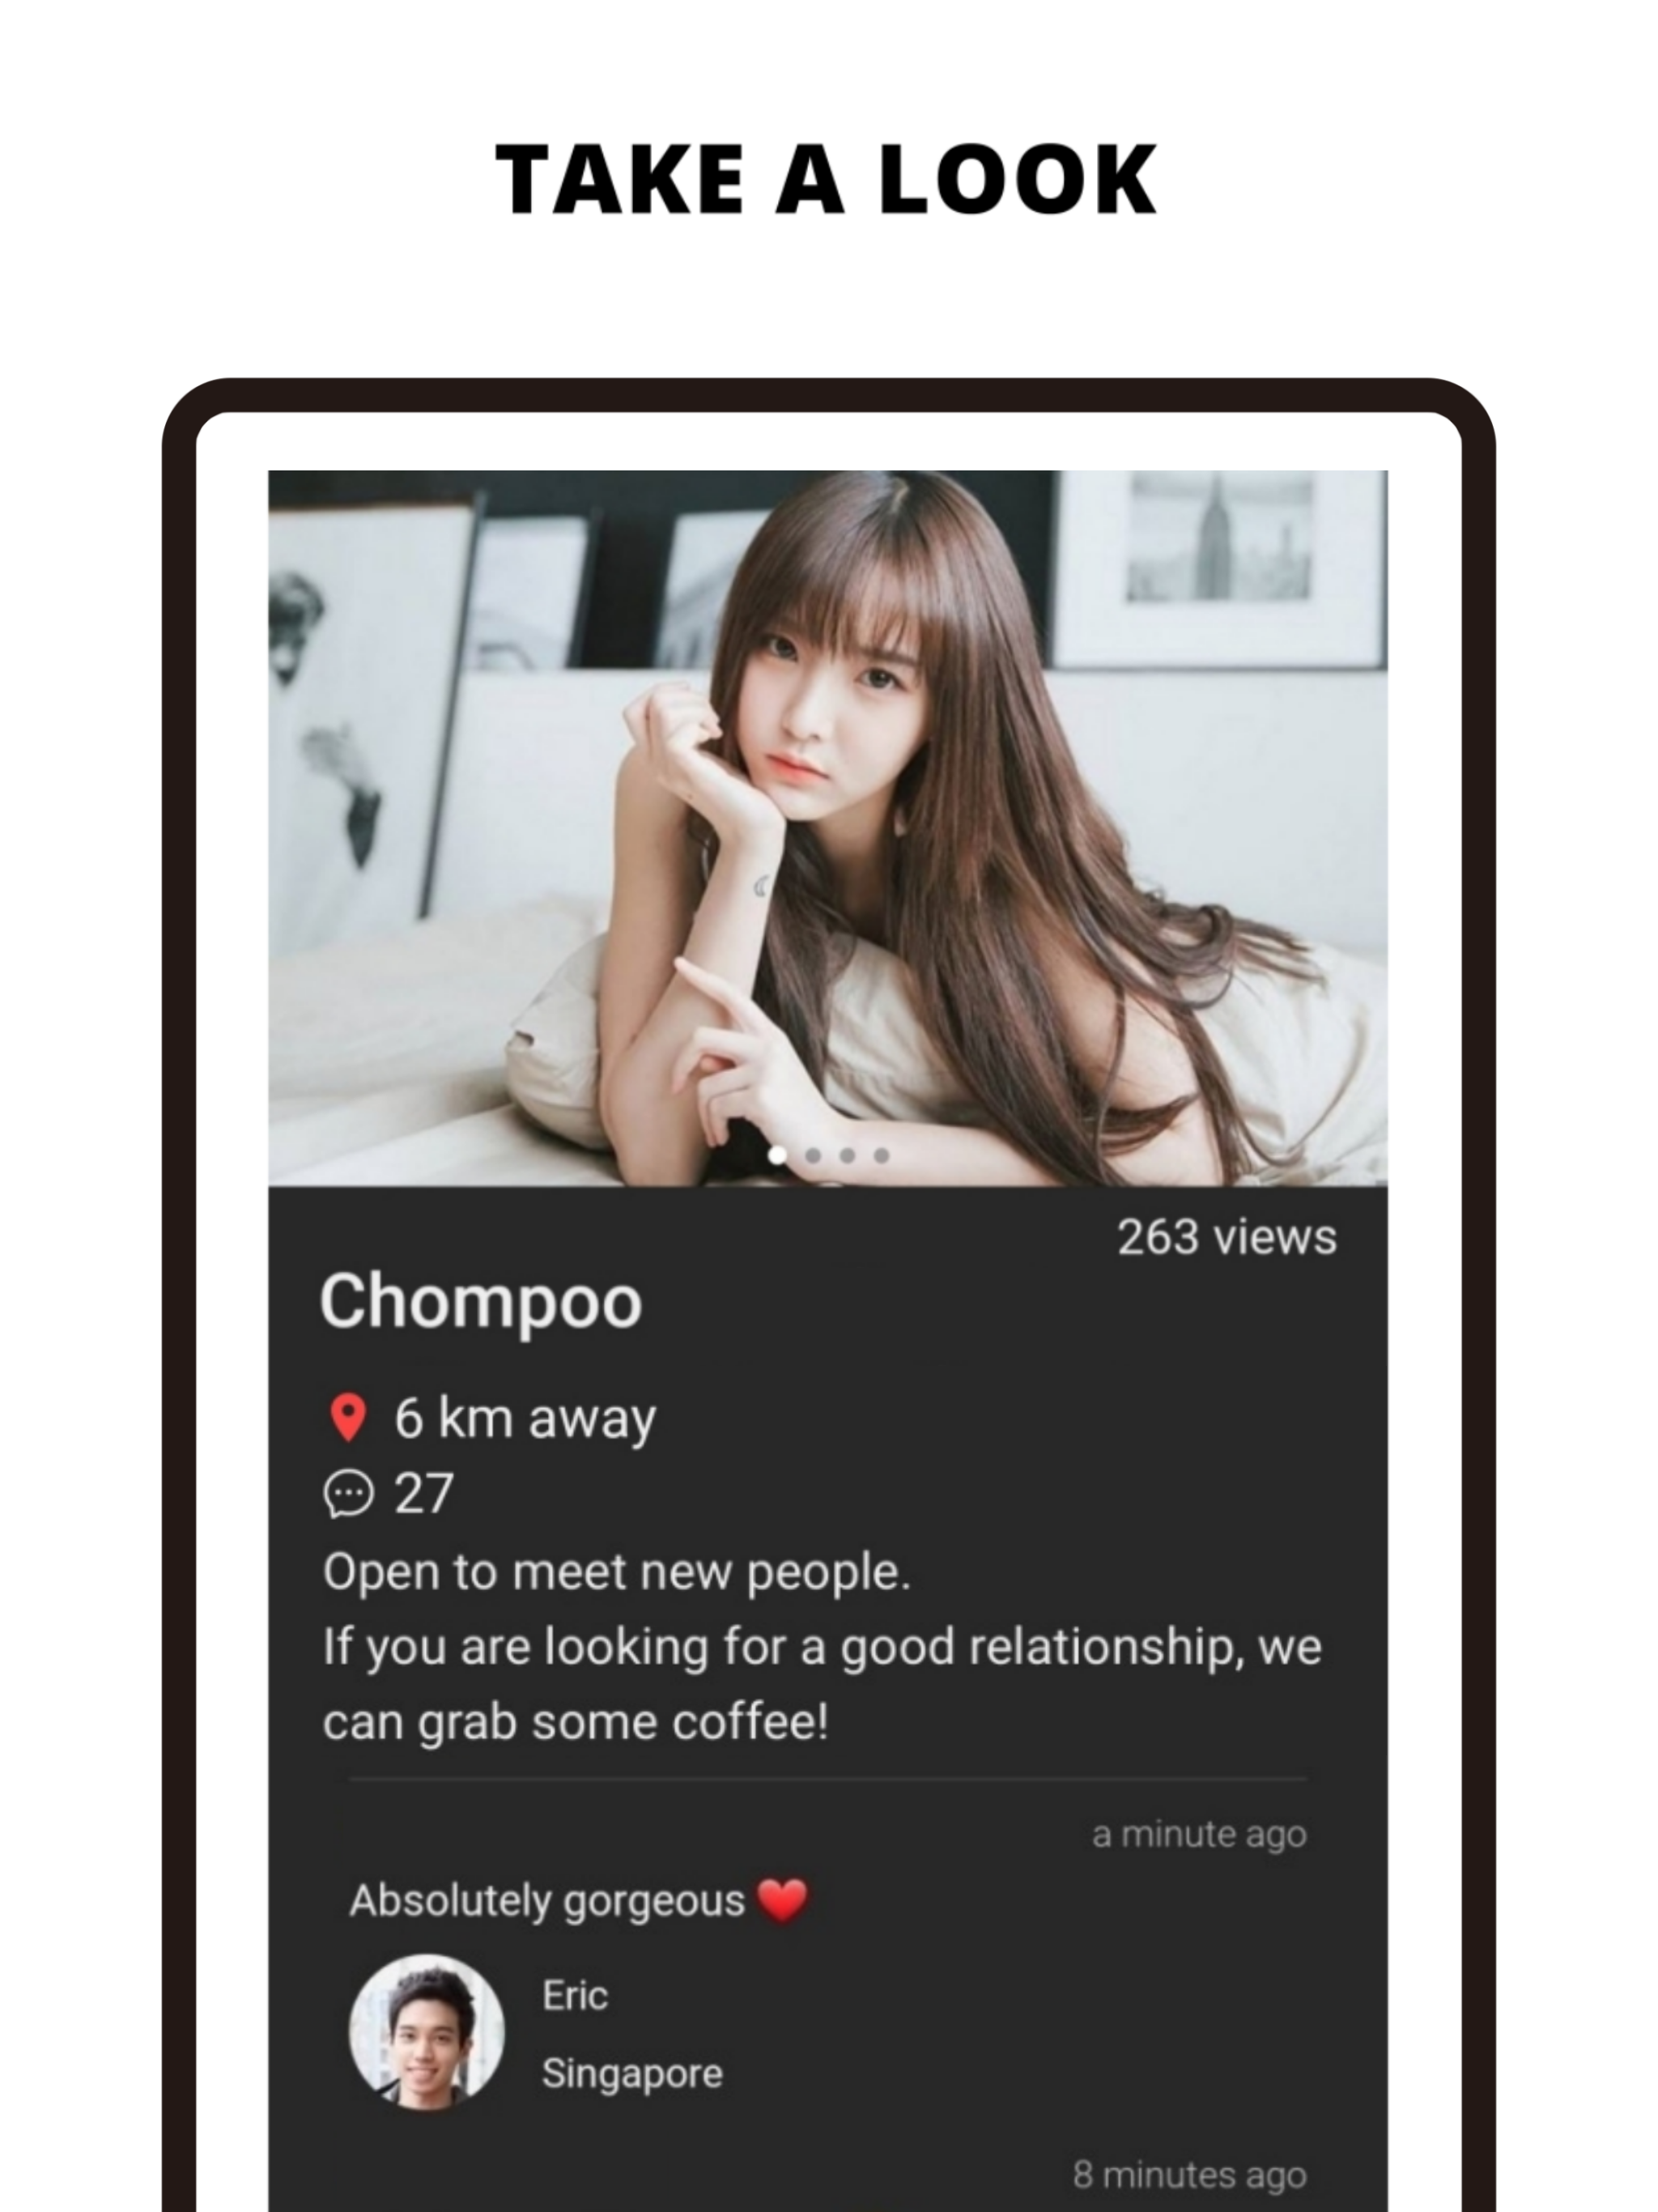 TAKE A LOOK
263 views
Chompoo
6 km away
27
Open to meet new people.
If you are looking for a good relationship, we
can grab some coffee!
a minute ago
Absolutely gorgeous ❤️
Eric
Singapore
8 minutes ago